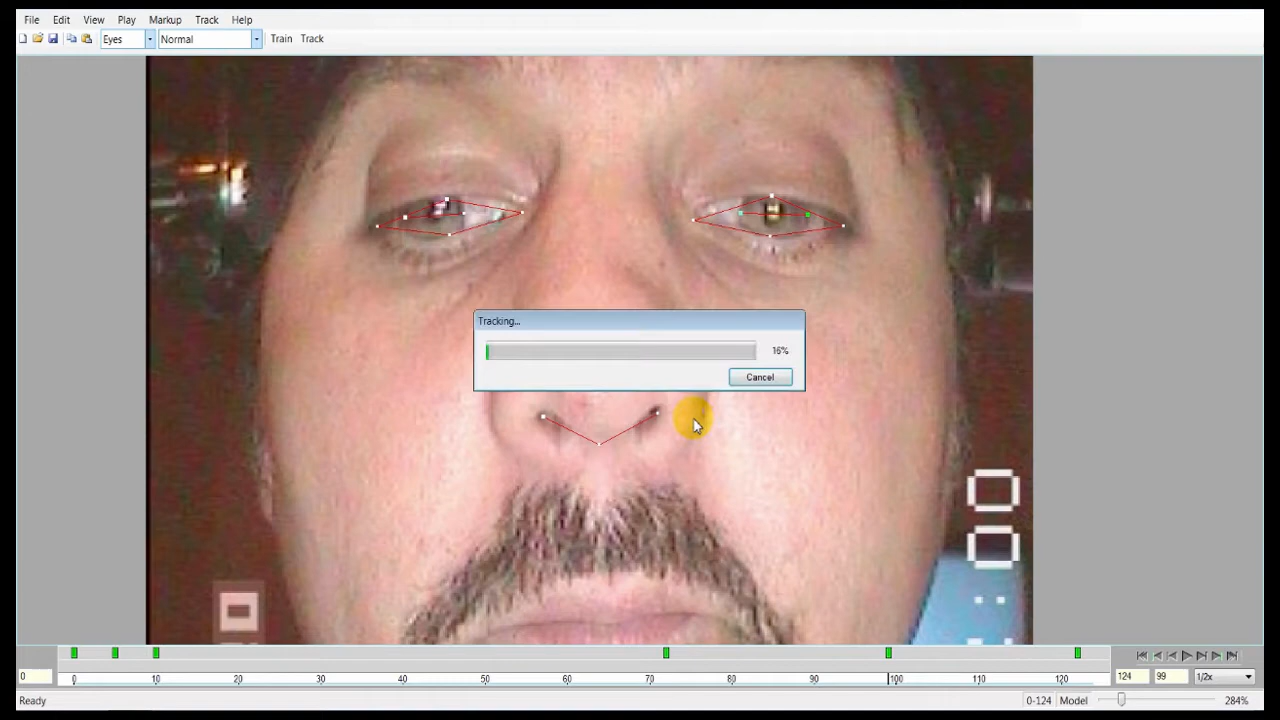 File Edit View Play Markup Track Help
Eyes Normal Train Track
Tracking...
16%
Cancel
0 0 10 20 30 40 50 60 70 80 90 100 110 120 124 99 1/2x
Ready 0-124 Model 284%